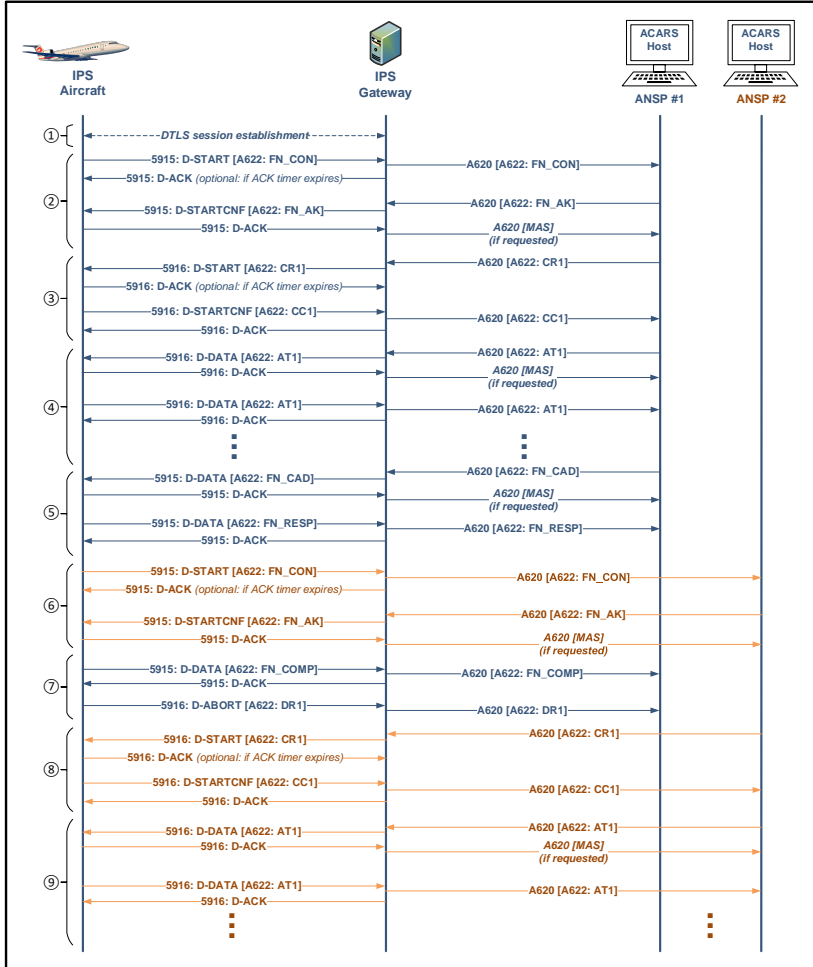 IPS
Aircraft
IPS
Gateway
ACARS
Host
ANSP #1
ACARS
Host
ANSP #2
①
DTLS session establishment
②
5915: D-START [A622: FN_CON]
A620 [A622: FN_CON]
5915: D-ACK (optional: if ACK timer expires)
A620 [A622: FN_AK]
5915: D-STARTCNF [A622: FN_AK]
5915: D-ACK
A620 [MAS]
(if requested)
③
A620 [A622: CR1]
5916: D-START [A622: CR1]
5916: D-ACK (optional: if ACK timer expires)
5916: D-STARTCNF [A622: CC1]
A620 [A622: CC1]
5916: D-ACK
④
A620 [A622: AT1]
5916: D-DATA [A622: AT1]
5916: D-ACK
A620 [MAS]
(if requested)
5916: D-DATA [A622: AT1]
A620 [A622: AT1]
5916: D-ACK
⑤
A620 [A622: FN_CAD]
5915: D-DATA [A622: FN_CAD]
5915: D-ACK
A620 [MAS]
(if requested)
5915: D-DATA [A622: FN_RESP]
A620 [A622: FN_RESP]
5915: D-ACK
⑥
5915: D-START [A622: FN_CON]
A620 [A622: FN_CON]
5915: D-ACK (optional: if ACK timer expires)
A620 [A622: FN_AK]
5915: D-STARTCNF [A622: FN_AK]
5915: D-ACK
A620 [MAS]
(if requested)
⑦
5915: D-DATA [A622: FN_COMP]
A620 [A622: FN_COMP]
5915: D-ACK
5916: D-ABORT [A622: DR1]
A620 [A622: DR1]
⑧
A620 [A622: CR1]
5916: D-START [A622: CR1]
5916: D-ACK (optional: if ACK timer expires)
5916: D-STARTCNF [A622: CC1]
A620 [A622: CC1]
5916: D-ACK
⑨
A620 [A622: AT1]
5916: D-DATA [A622: AT1]
5916: D-ACK
A620 [MAS]
(if requested)
5916: D-DATA [A622: AT1]
A620 [A622: AT1]
5916: D-ACK